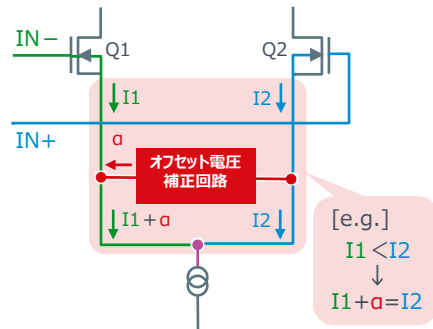 IN−
Q1
Q2
I1
I2
IN+
a
オフセット電圧
補正回路
I1+a
I2
[e.g.]
I1<I2
↓
I1+a=I2